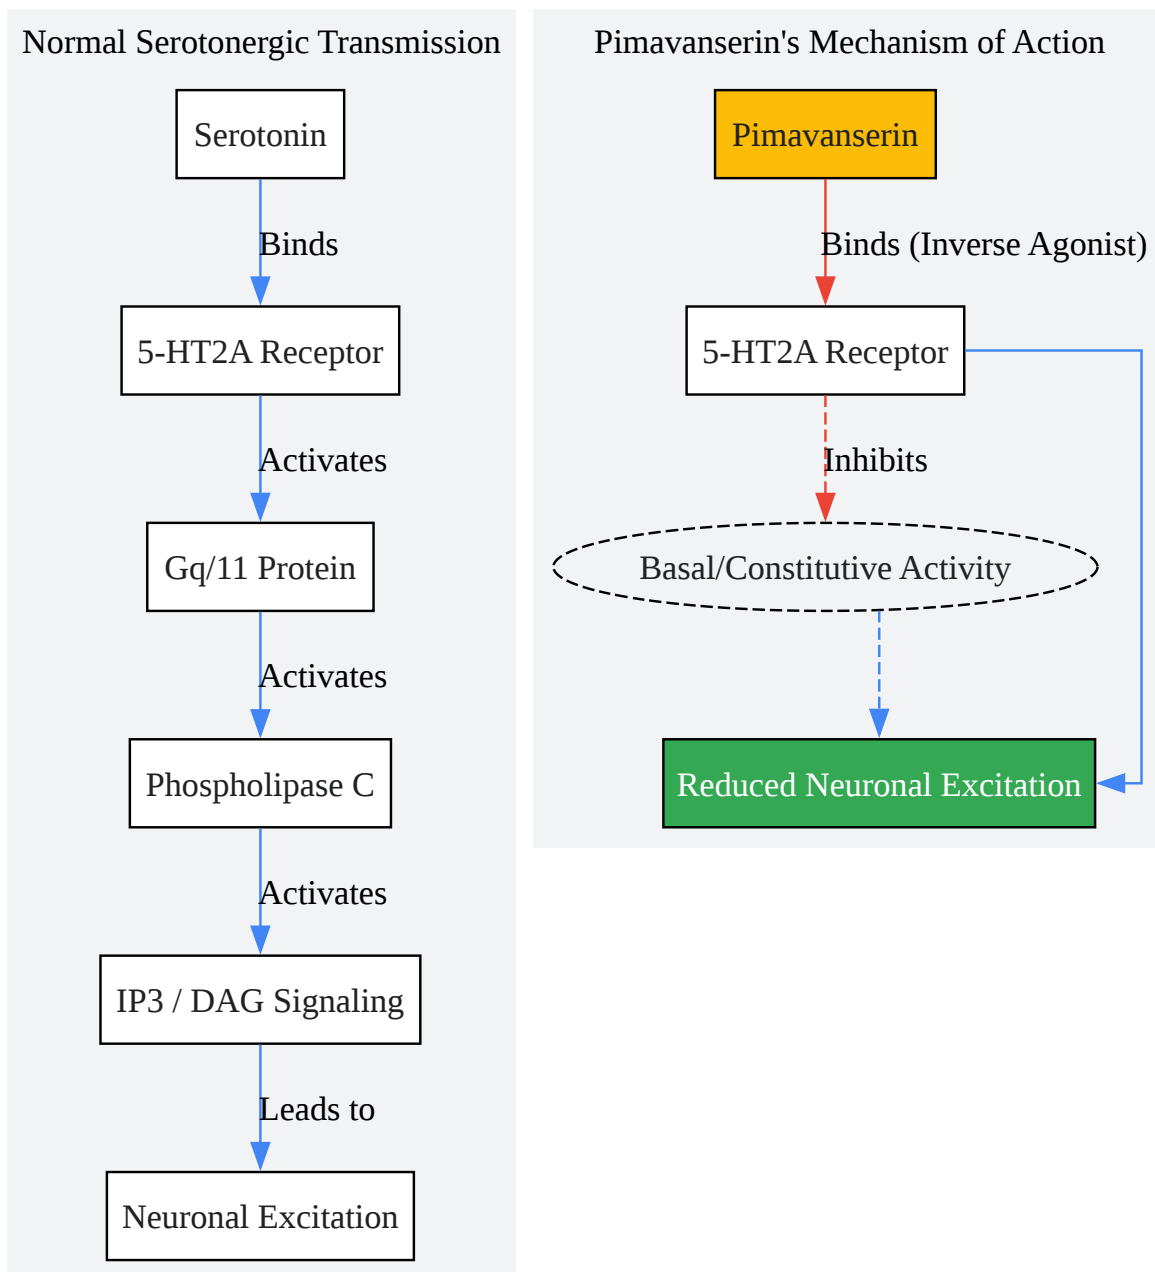 Normal Serotonergic Transmission
Serotonin
Binds
5-HT2A Receptor
Activates
Gq/11 Protein
Activates
Phospholipase C
Activates
IP3 / DAG Signaling
Leads to
Neuronal Excitation
Pimavanserin's Mechanism of Action
Pimavanserin
Binds (Inverse Agonist)
5-HT2A Receptor
Inhibits
Basal/Constitutive Activity
Reduced Neuronal Excitation